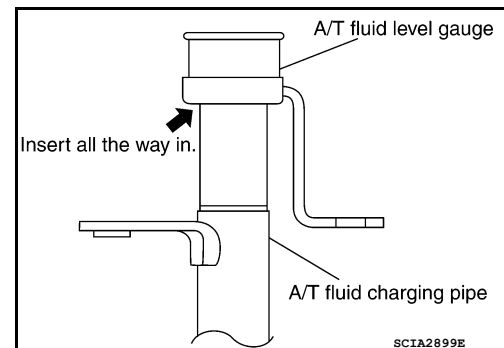 A/T fluid level gauge
Insert all the way in.
A/T fluid charging pipe
SCIA2899E